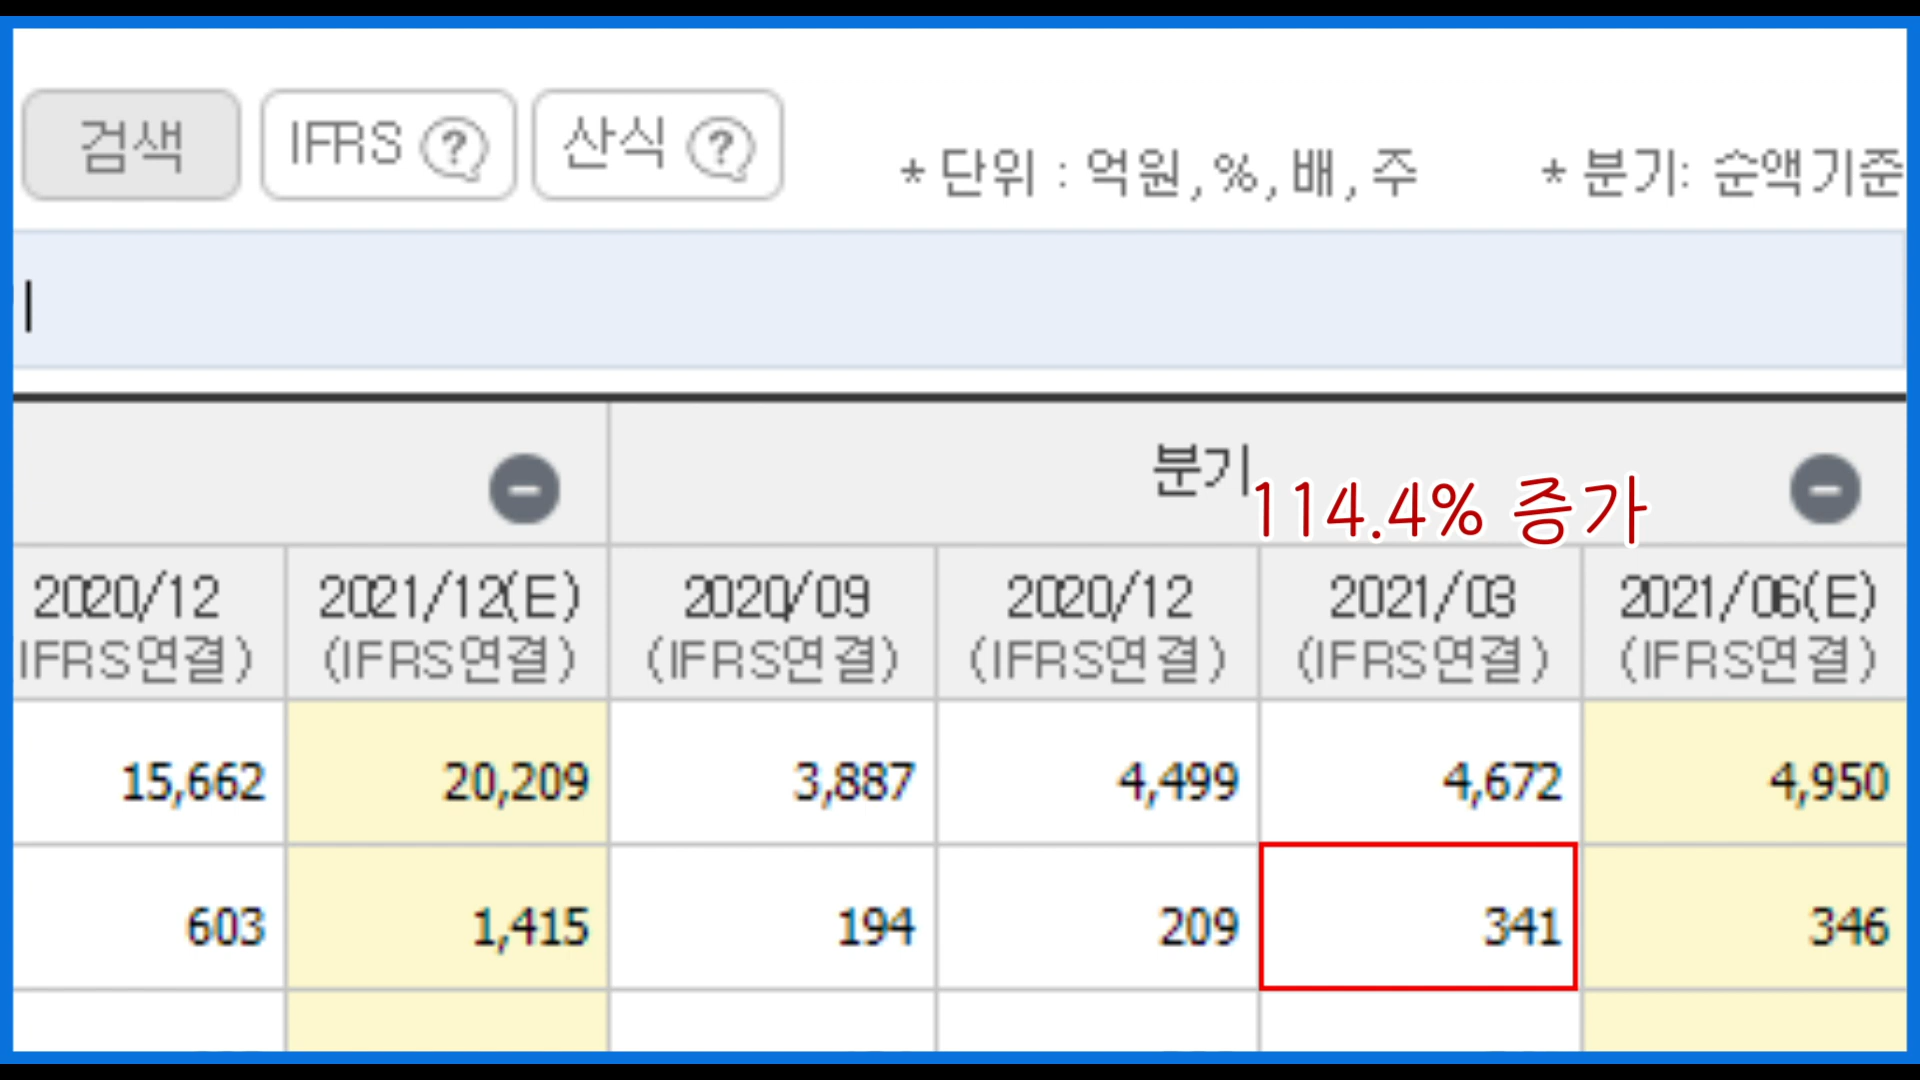 검색 IFRS ? 산식 ? * 단위 : 억원, %, 배, 주 * 분기: 순액기준
분기
114.4% 증가
2020/12 2021/12(E) 2020/09 2020/12 2021/03 2021/06(E)
IFRS연결) (IFRS연결) (IFRS연결) (IFRS연결) (IFRS연결) (IFRS연결)
15,662 20,209 3,887 4,499 4,672 4,950
603 1,415 194 209 341 346